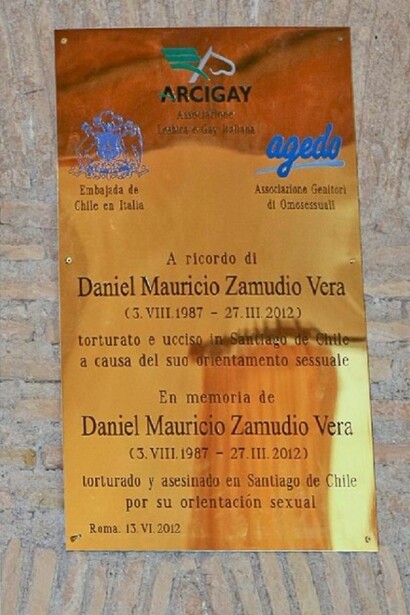 ARCIGAY
Associazione
Lesbica e Gay Italiana
agedo
Embajada de
Chile en Italia
Associazione Genitori
di Omosessuali
A ricordo di
Daniel Mauricio Zamudio Vera
(3. VIII. 1987 – 27. III. 2012)
torturato e ucciso in Santiago de Chile
a causa del suo orientamento sessuale
En memoria de
Daniel Mauricio Zamudio Vera
(3. VIII. 1987 – 27. III. 2012)
torturado y asesinado en Santiago de Chile
por su orientación sexual
Roma. 13. VI. 2012